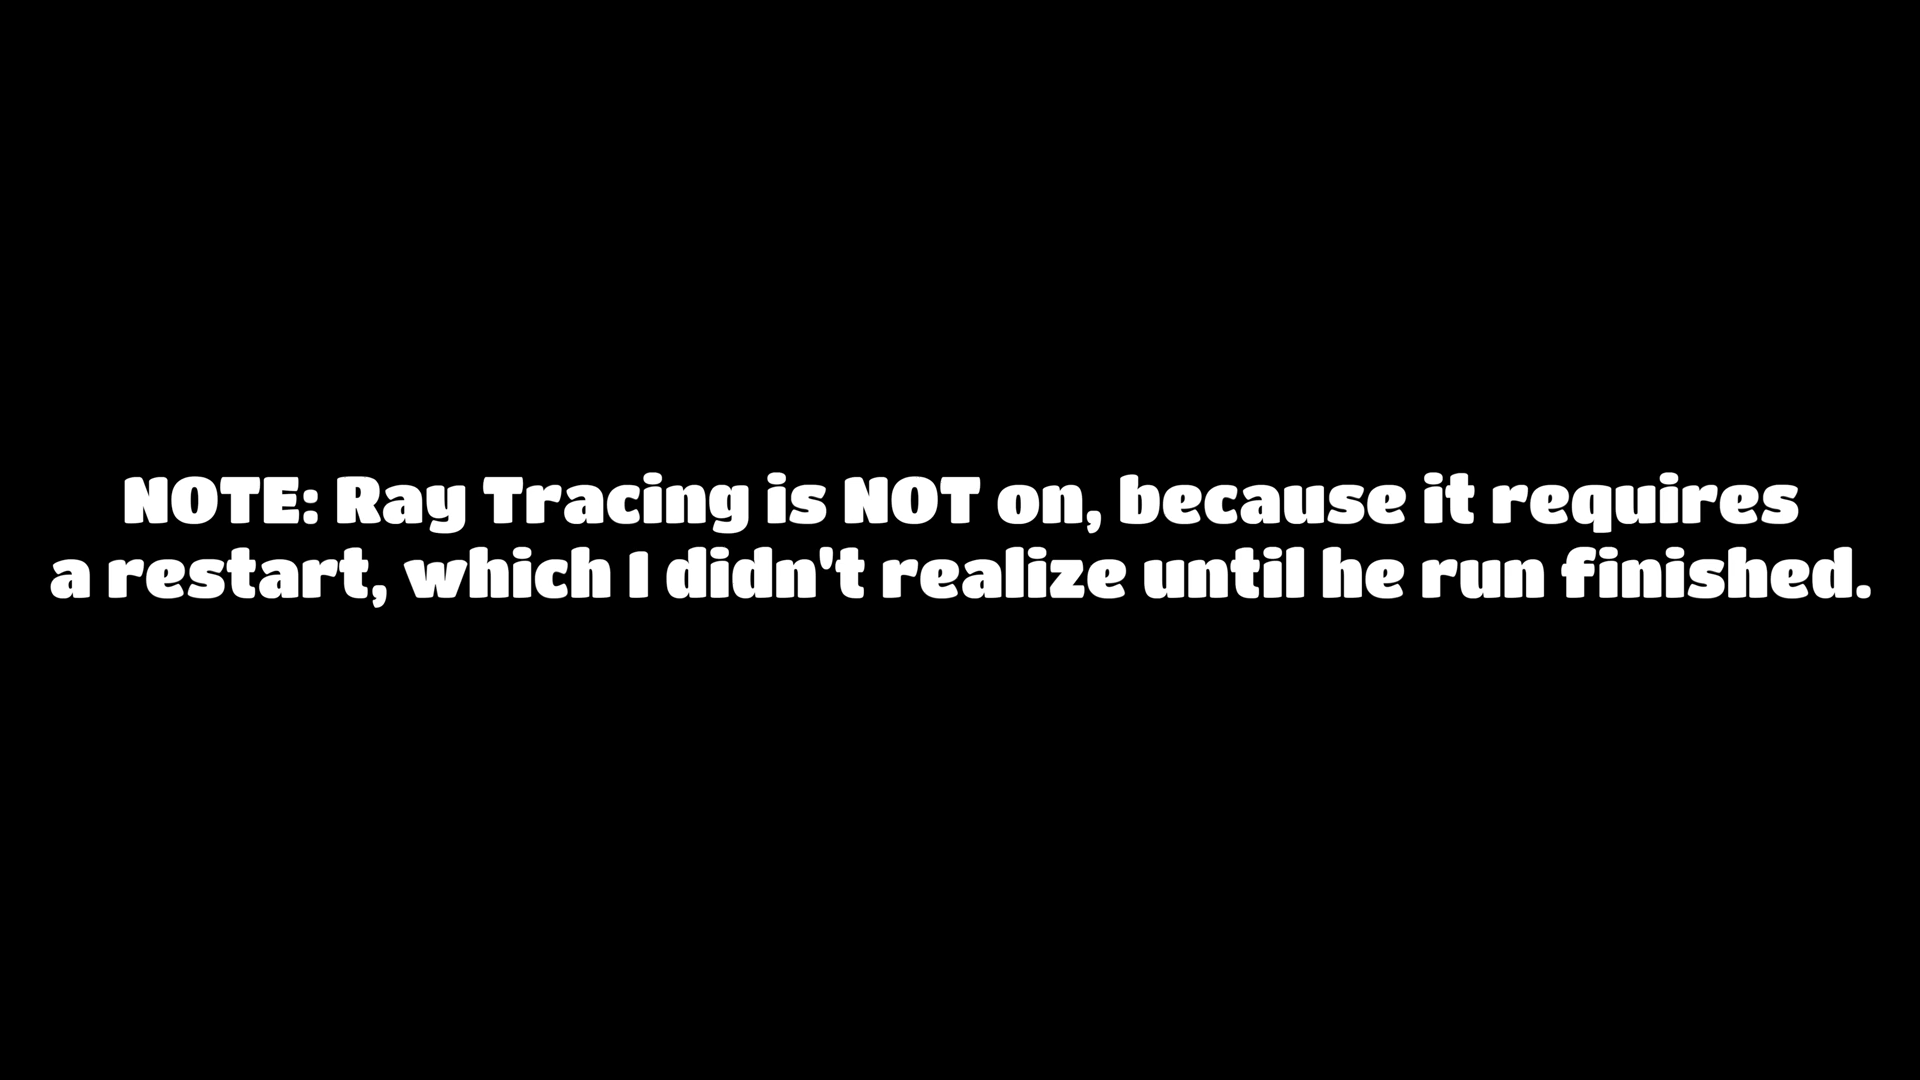 NOTE: Ray Tracing is NOT on, because it requires
a restart, which I didn't realize until he run finished.